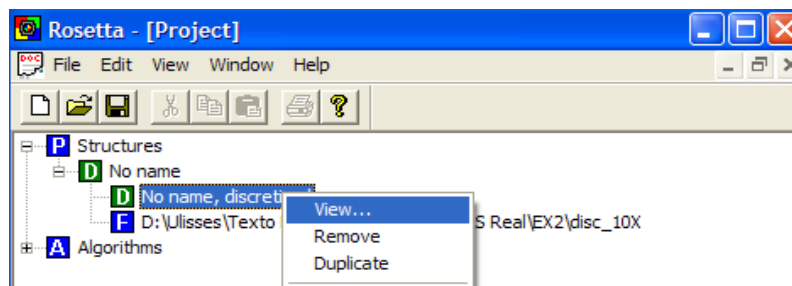 Rosetta - [Project]
DOC File Edit View Window Help
P Structures
D No name
D No name, discreti
View...
F D:\Ulisses\Texto S Real\EX2\disc_10X
Remove
A Algorithms
Duplicate